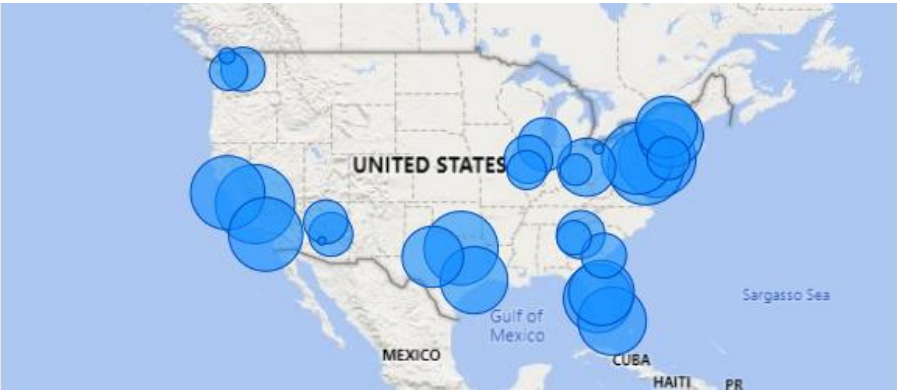 UNITED STATES
Sargasso Sea
Gulf of
Mexico
MEXICO
CUBA
HAITI
PR